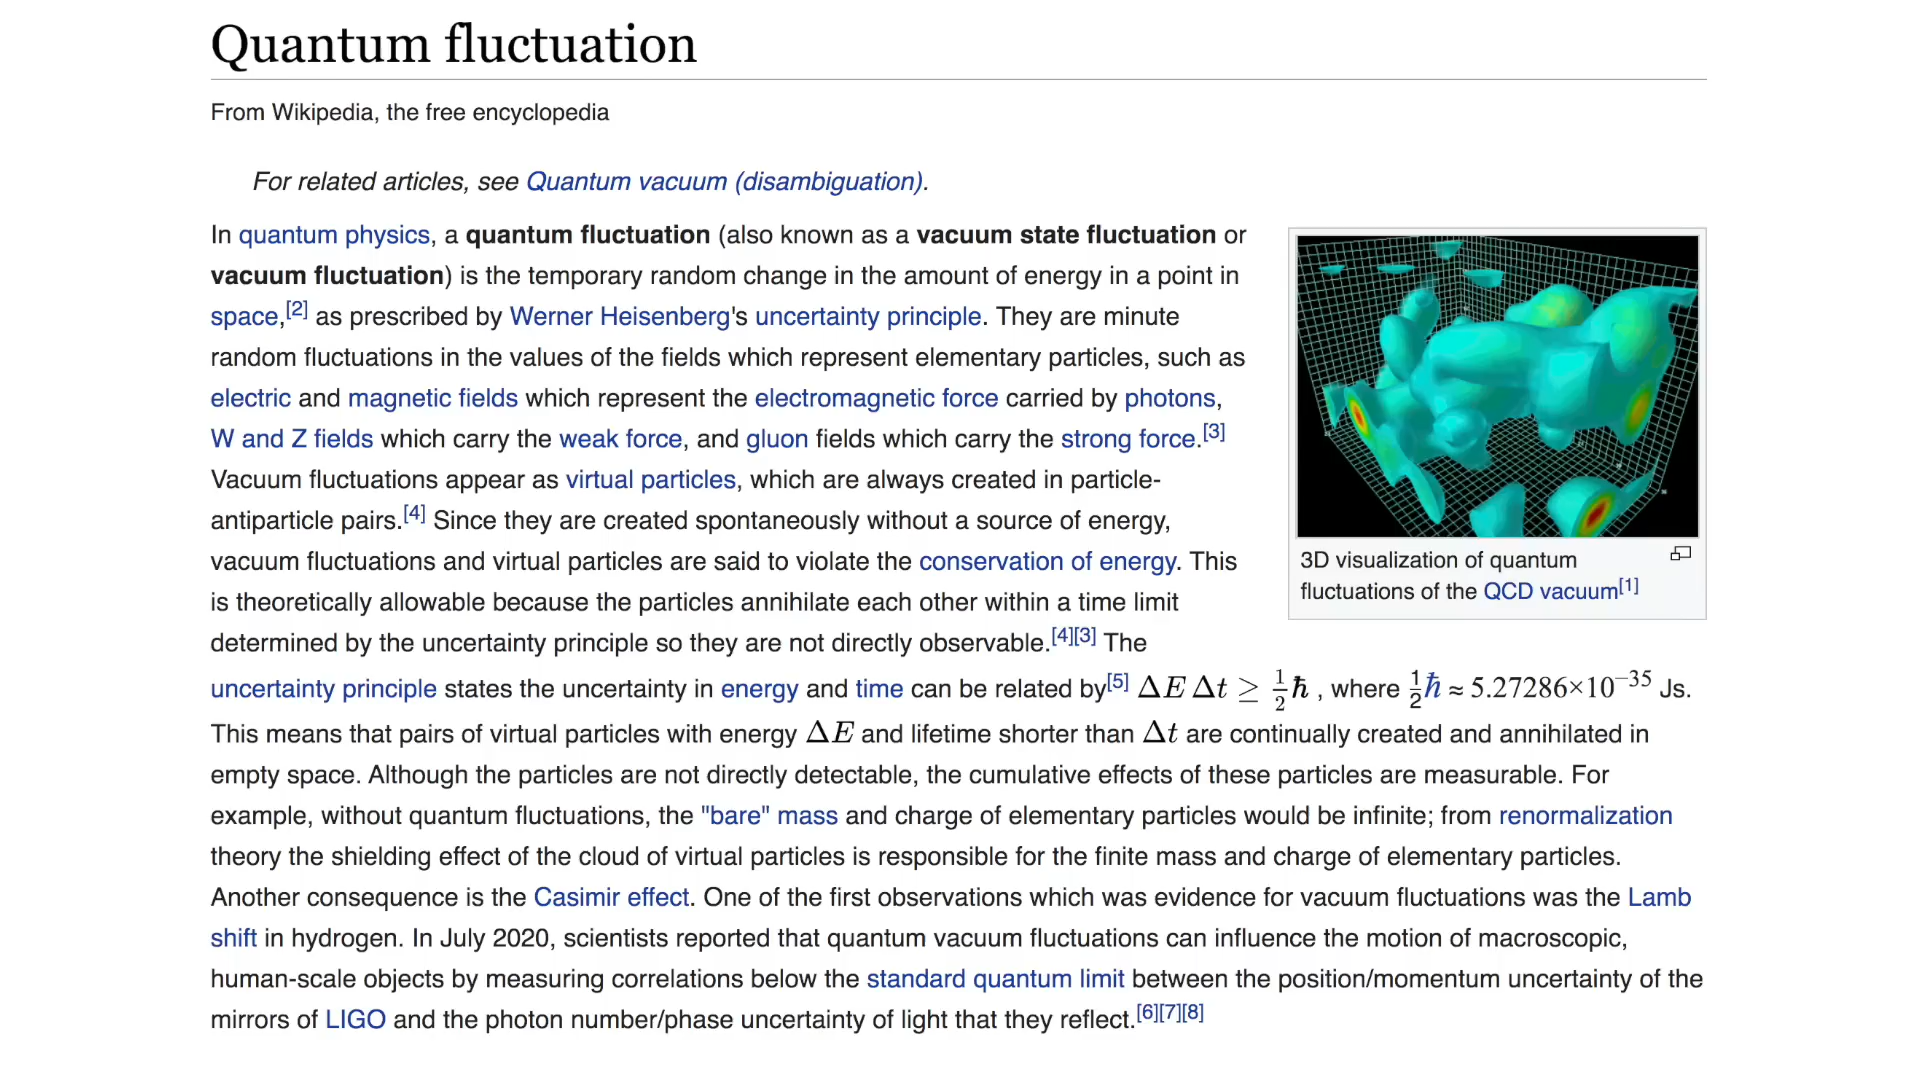 Quantum fluctuation
From Wikipedia, the free encyclopedia
For related articles, see Quantum vacuum (disambiguation).
In quantum physics, a quantum fluctuation (also known as a vacuum state fluctuation or
vacuum fluctuation) is the temporary random change in the amount of energy in a point in
space,[2] as prescribed by Werner Heisenberg's uncertainty principle. They are minute
random fluctuations in the values of the fields which represent elementary particles, such as
electric and magnetic fields which represent the electromagnetic force carried by photons,
W and Z fields which carry the weak force, and gluon fields which carry the strong force.[3]
Vacuum fluctuations appear as virtual particles, which are always created in particle-
antiparticle pairs.[4] Since they are created spontaneously without a source of energy,
vacuum fluctuations and virtual particles are said to violate the conservation of energy. This
is theoretically allowable because the particles annihilate each other within a time limit
determined by the uncertainty principle so they are not directly observable.[4][3] The
uncertainty principle states the uncertainty in energy and time can be related by[5] ΔE Δt ≥ ½ħ , where ½ħ ≈ 5.27286×10⁻³⁵ Js.
This means that pairs of virtual particles with energy ΔE and lifetime shorter than Δt are continually created and annihilated in
empty space. Although the particles are not directly detectable, the cumulative effects of these particles are measurable. For
example, without quantum fluctuations, the "bare" mass and charge of elementary particles would be infinite; from renormalization
theory the shielding effect of the cloud of virtual particles is responsible for the finite mass and charge of elementary particles.
Another consequence is the Casimir effect. One of the first observations which was evidence for vacuum fluctuations was the Lamb
shift in hydrogen. In July 2020, scientists reported that quantum vacuum fluctuations can influence the motion of macroscopic,
human-scale objects by measuring correlations below the standard quantum limit between the position/momentum uncertainty of the
mirrors of LIGO and the photon number/phase uncertainty of light that they reflect.[6][7][8]
3D visualization of quantum
fluctuations of the QCD vacuum[1]